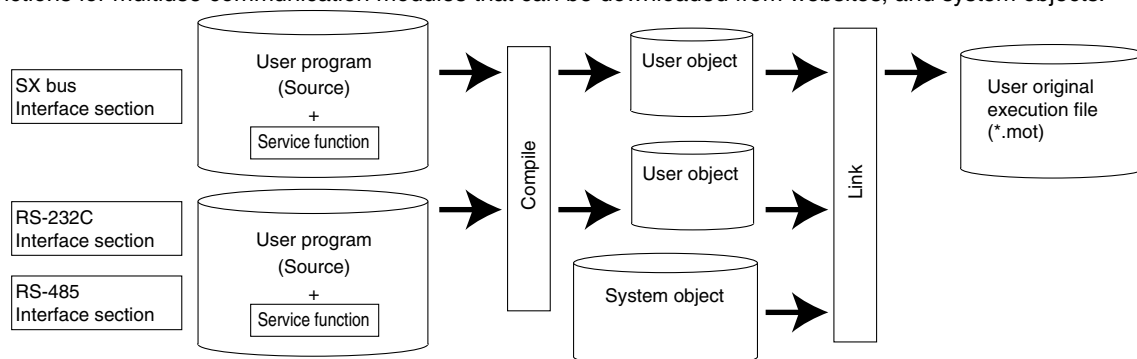 ctions for multiuse communication modules that can be downloaded from websites, and system objects.
SX bus
Interface section
User program
(Source)
+
Service function
RS-232C
Interface section
RS-485
Interface section
User program
(Source)
+
Service function
Compile
User object
User object
System object
Link
User original
execution file
(*.mot)